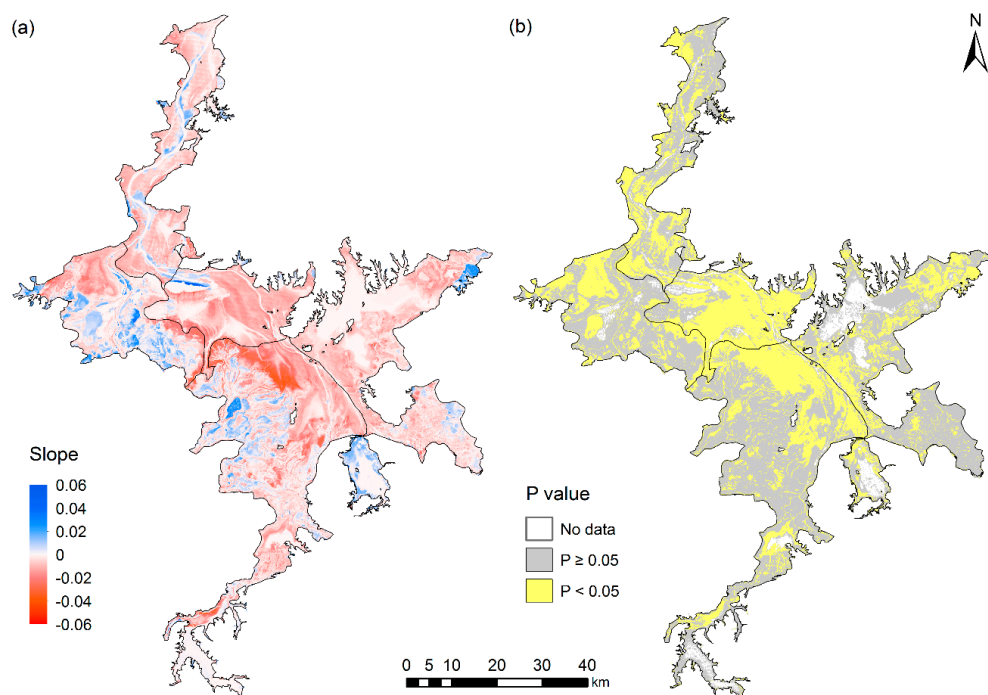 (a)
(b)
N
Slope
0.06
0.04
0.02
0
-0.02
-0.04
-0.06
P value
No data
P ≥ 0.05
P < 0.05
0 5 10 20 30 40
km